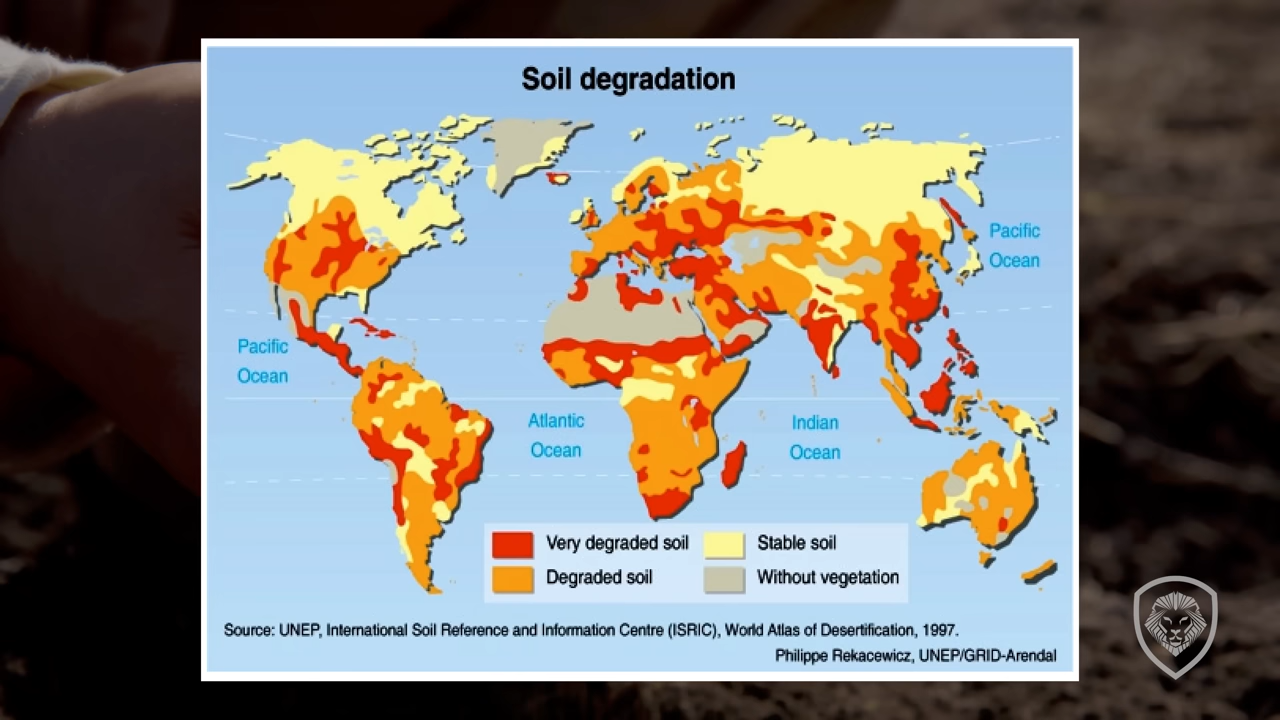 Soil degradation
Pacific
Ocean
Pacific
Ocean
Atlantic
Ocean
Indian
Ocean
Very degraded soil
Stable soil
Degraded soil
Without vegetation
Source: UNEP, International Soil Reference and Information Centre (ISRIC), World Atlas of Desertification, 1997.
Philippe Rekacewicz, UNEP/GRID-Arendal